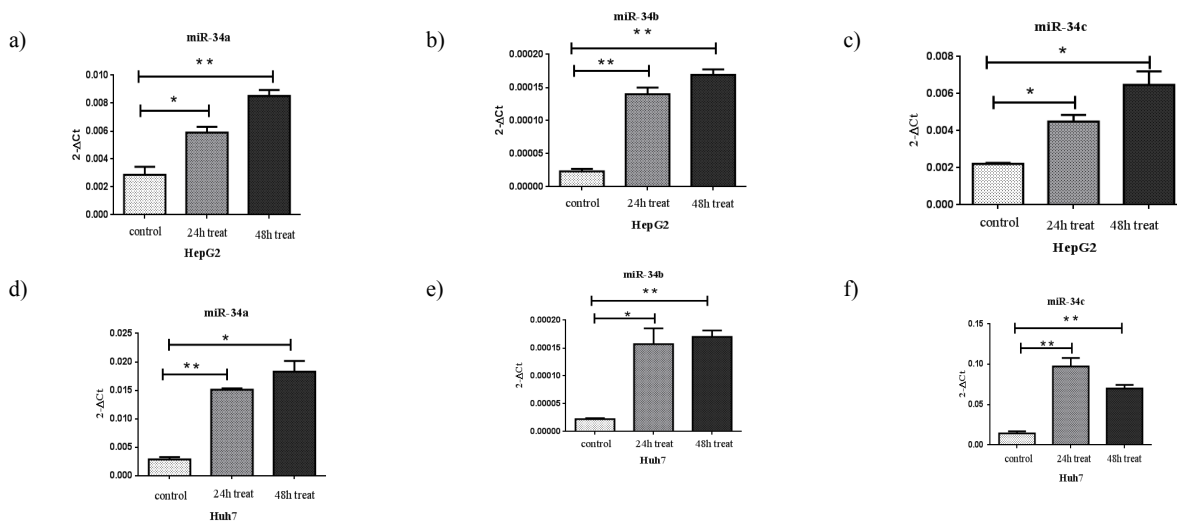 a)
miR-34a
**
*
0.010
0.008
0.006
0.004
0.002
0.000
2-ΔCt
control 24h treat 48h treat
HepG2
b)
miR-34b
**
**
0.00020
0.00015
0.00010
0.00005
0.00000
2-ΔCt
control 24h treat 48h treat
HepG2
c)
miR-34c
*
*
0.008
0.006
0.004
0.002
0.000
2-ΔCt
control 24h treat 48h treat
HepG2
d)
miR-34a
*
**
0.025
0.020
0.015
0.010
0.005
0.000
2-ΔCt
control 24h treat 48h treat
Huh7
e)
miR-34b
**
*
0.00020
0.00015
0.00010
0.00005
0.00000
2-ΔCt
control 24h treat 48h treat
Huh7
f)
miR-34c
**
**
0.15
0.10
0.05
0.00
2-ΔCt
control 24h treat 48h treat
Huh7